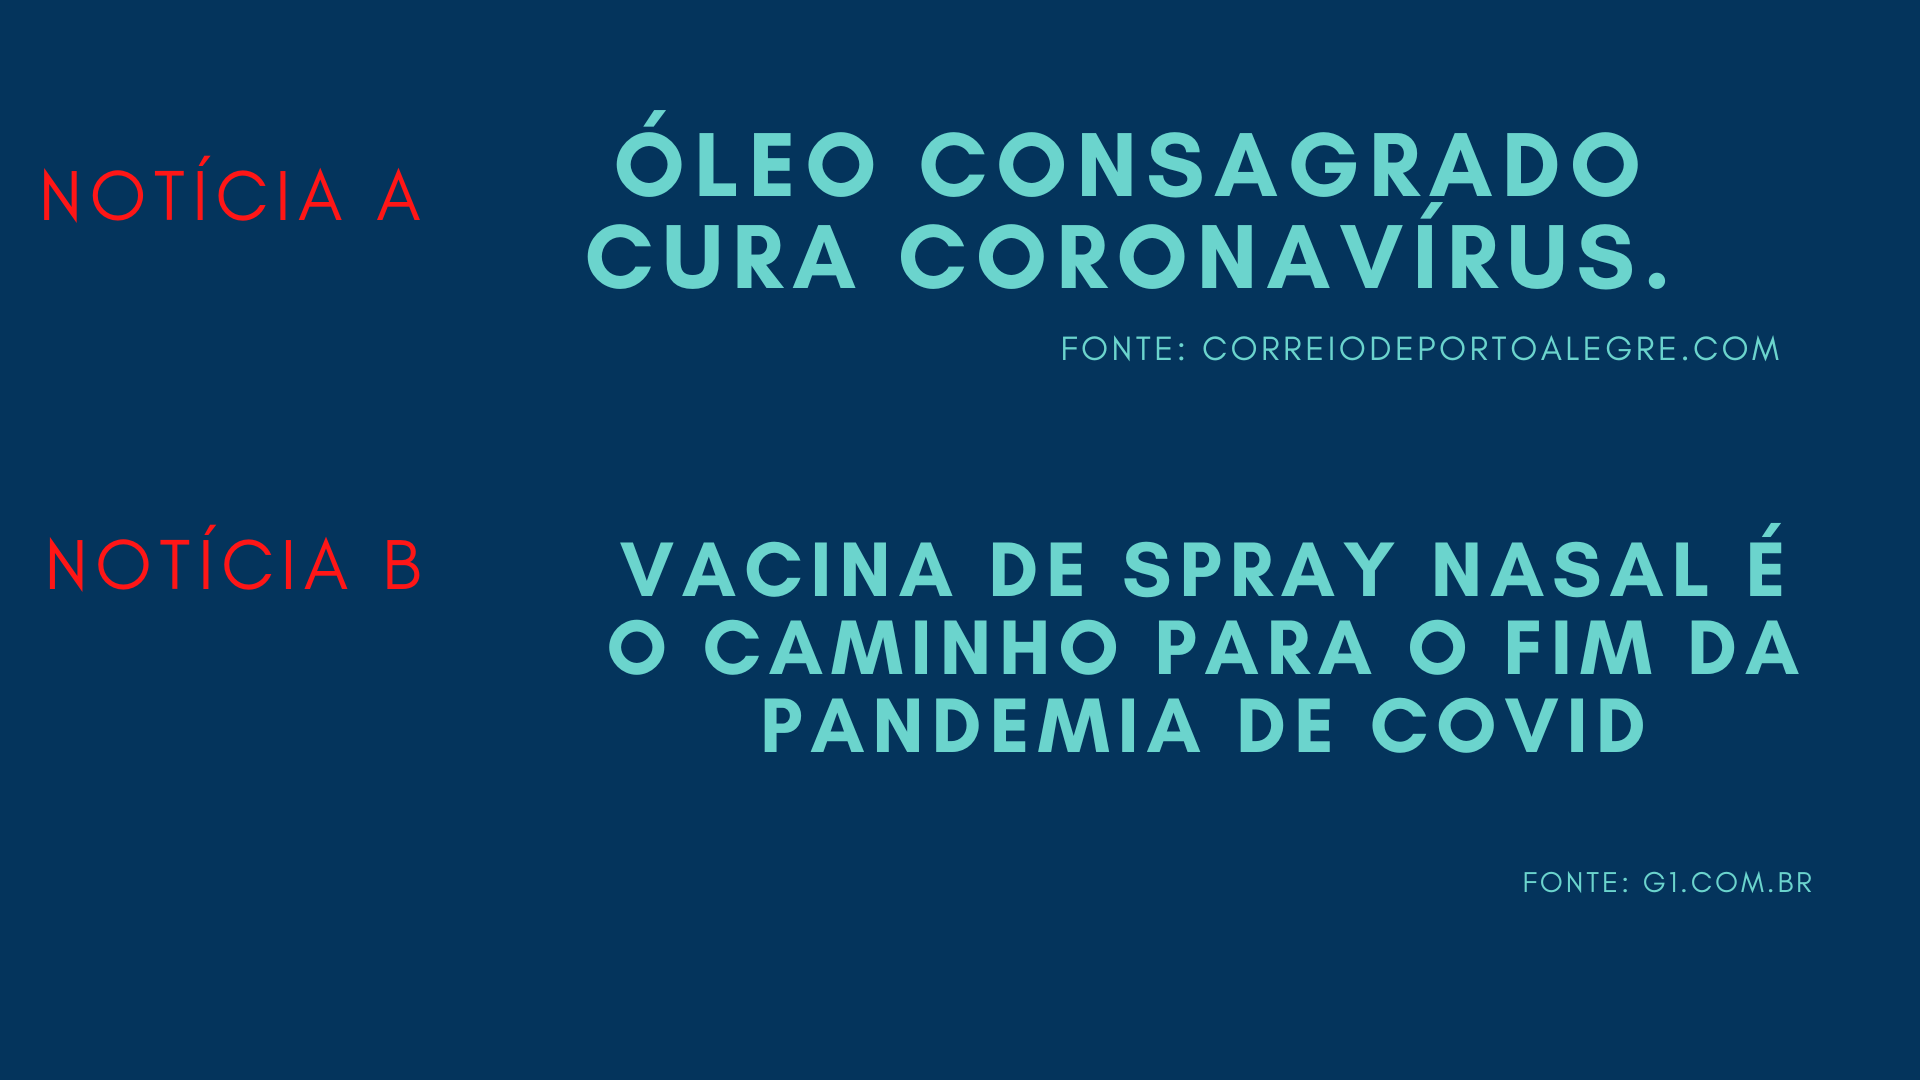 NOTÍCIA A
ÓLEO CONSAGRADO
CURA CORONAVÍRUS.
FONTE: CORREIODEPORTOALEGRE.COM
NOTÍCIA B
VACINA DE SPRAY NASAL É
O CAMINHO PARA O FIM DA
PANDEMIA DE COVID
FONTE: G1.COM.BR